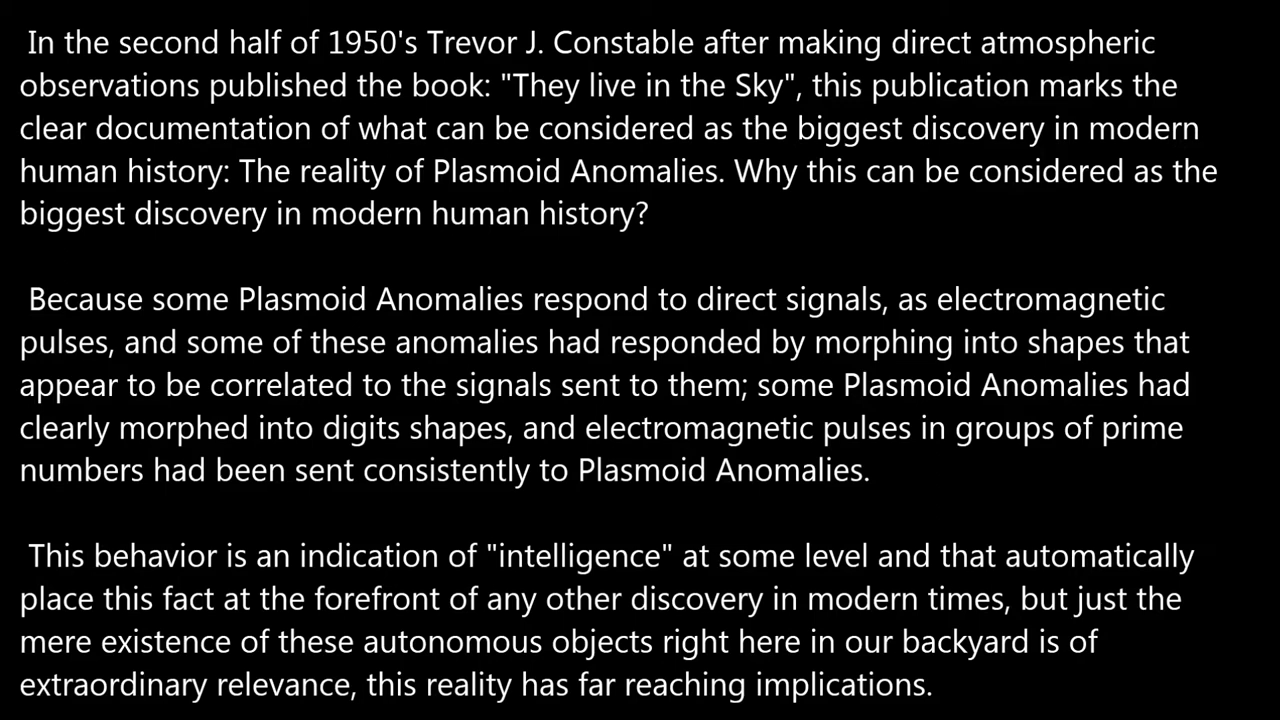 In the second half of 1950's Trevor J. Constable after making direct atmospheric
observations published the book: "They live in the Sky", this publication marks the
clear documentation of what can be considered as the biggest discovery in modern
human history: The reality of Plasmoid Anomalies. Why this can be considered as the
biggest discovery in modern human history?
Because some Plasmoid Anomalies respond to direct signals, as electromagnetic
pulses, and some of these anomalies had responded by morphing into shapes that
appear to be correlated to the signals sent to them; some Plasmoid Anomalies had
clearly morphed into digits shapes, and electromagnetic pulses in groups of prime
numbers had been sent consistently to Plasmoid Anomalies.
This behavior is an indication of "intelligence" at some level and that automatically
place this fact at the forefront of any other discovery in modern times, but just the
mere existence of these autonomous objects right here in our backyard is of
extraordinary relevance, this reality has far reaching implications.